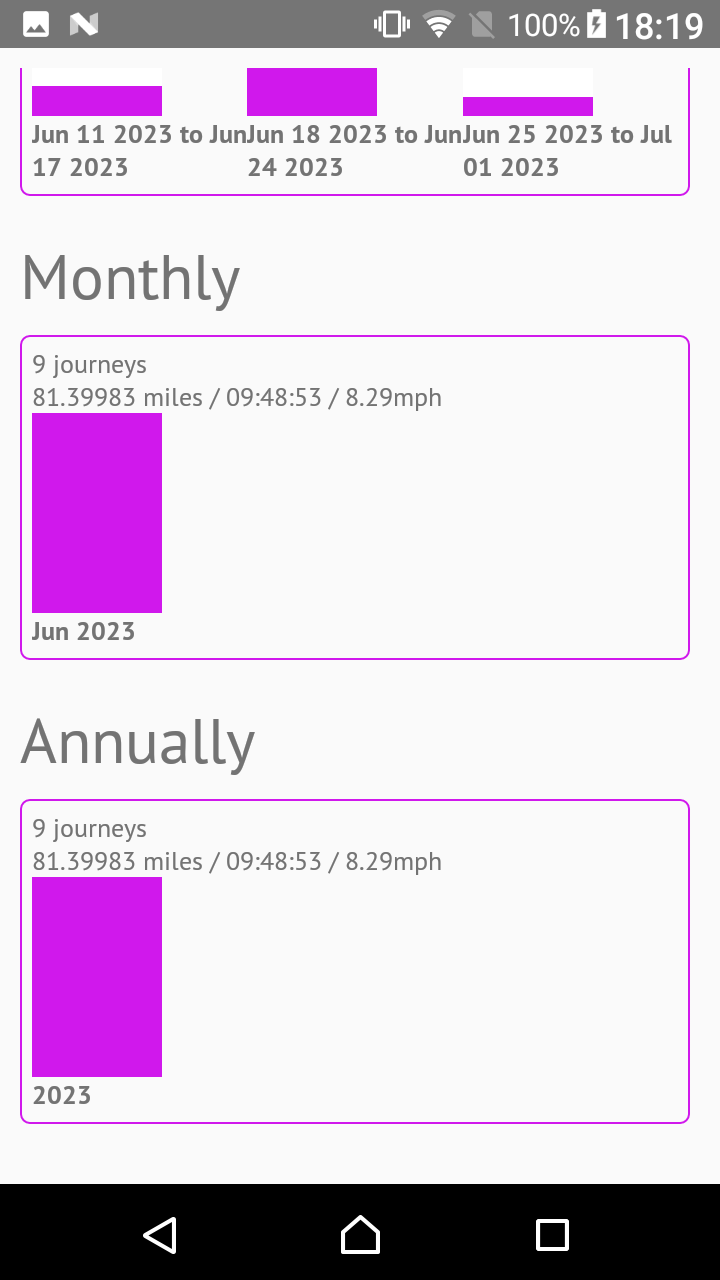 100% 18:19
Jun 11 2023 to Jun
17 2023
Jun 18 2023 to Jun
24 2023
Jun 25 2023 to Jul
01 2023
Monthly
9 journeys
81.39983 miles / 09:48:53 / 8.29mph
Jun 2023
Annually
9 journeys
81.39983 miles / 09:48:53 / 8.29mph
2023